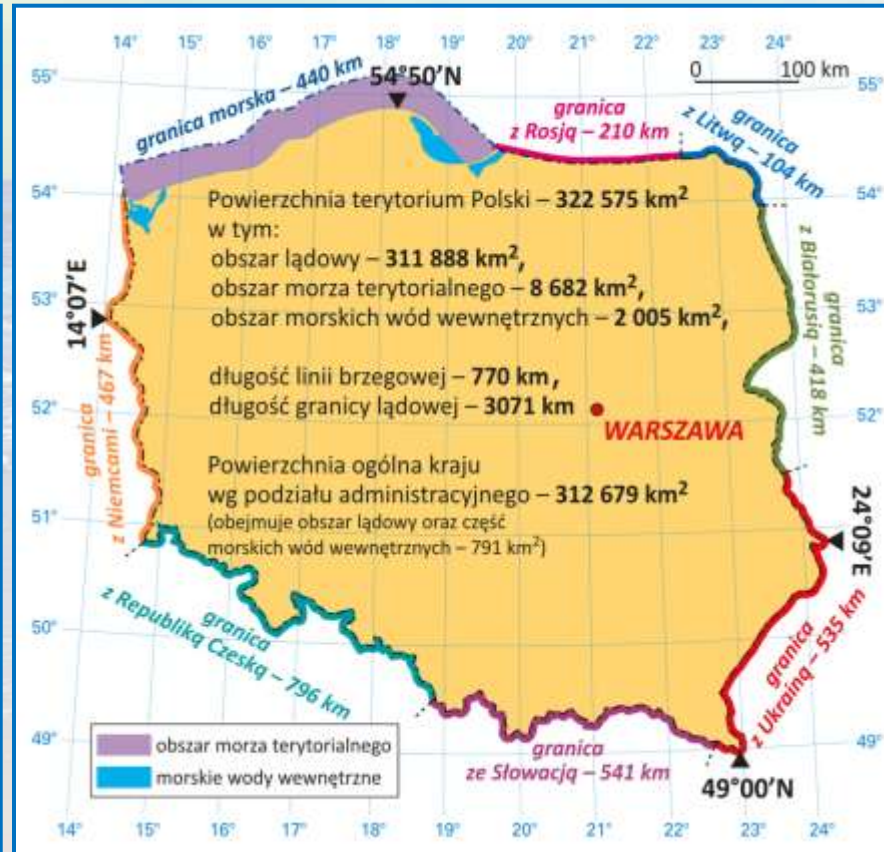 14° 15° 16° 17° 18° 19° 20° 21° 22° 23° 24°
55° 55°
54°50'N
0 100 km
granica morska – 440 km
granica
z Rosją – 210 km
granica
z Litwą – 104 km
54° 54°
Powierzchnia terytorium Polski – 322 575 km²
w tym:
obszar lądowy – 311 888 km²,
obszar morza terytorialnego – 8 682 km²,
obszar morskich wód wewnętrznych – 2 005 km²,
granica
z Białorusią – 418 km
53° 53°
14°07'E
granica
z Niemcami – 467 km
długość linii brzegowej – 770 km,
długość granicy lądowej – 3071 km
52° 52°
WARSZAWA
Powierzchnia ogólna kraju
wg podziału administracyjnego – 312 679 km²
(obejmuje obszar lądowy oraz część
morskich wód wewnętrznych – 791 km²)
51° 51°
24°09'E
granica
z Republiką Czeską – 796 km
50° 50°
granica
z Ukrainą – 535 km
49° 49°
obszar morza terytorialnego
morskie wody wewnętrzne
granica
ze Słowacją – 541 km
49°00'N
14° 15° 16° 17° 18° 19° 20° 21° 22° 23° 24°